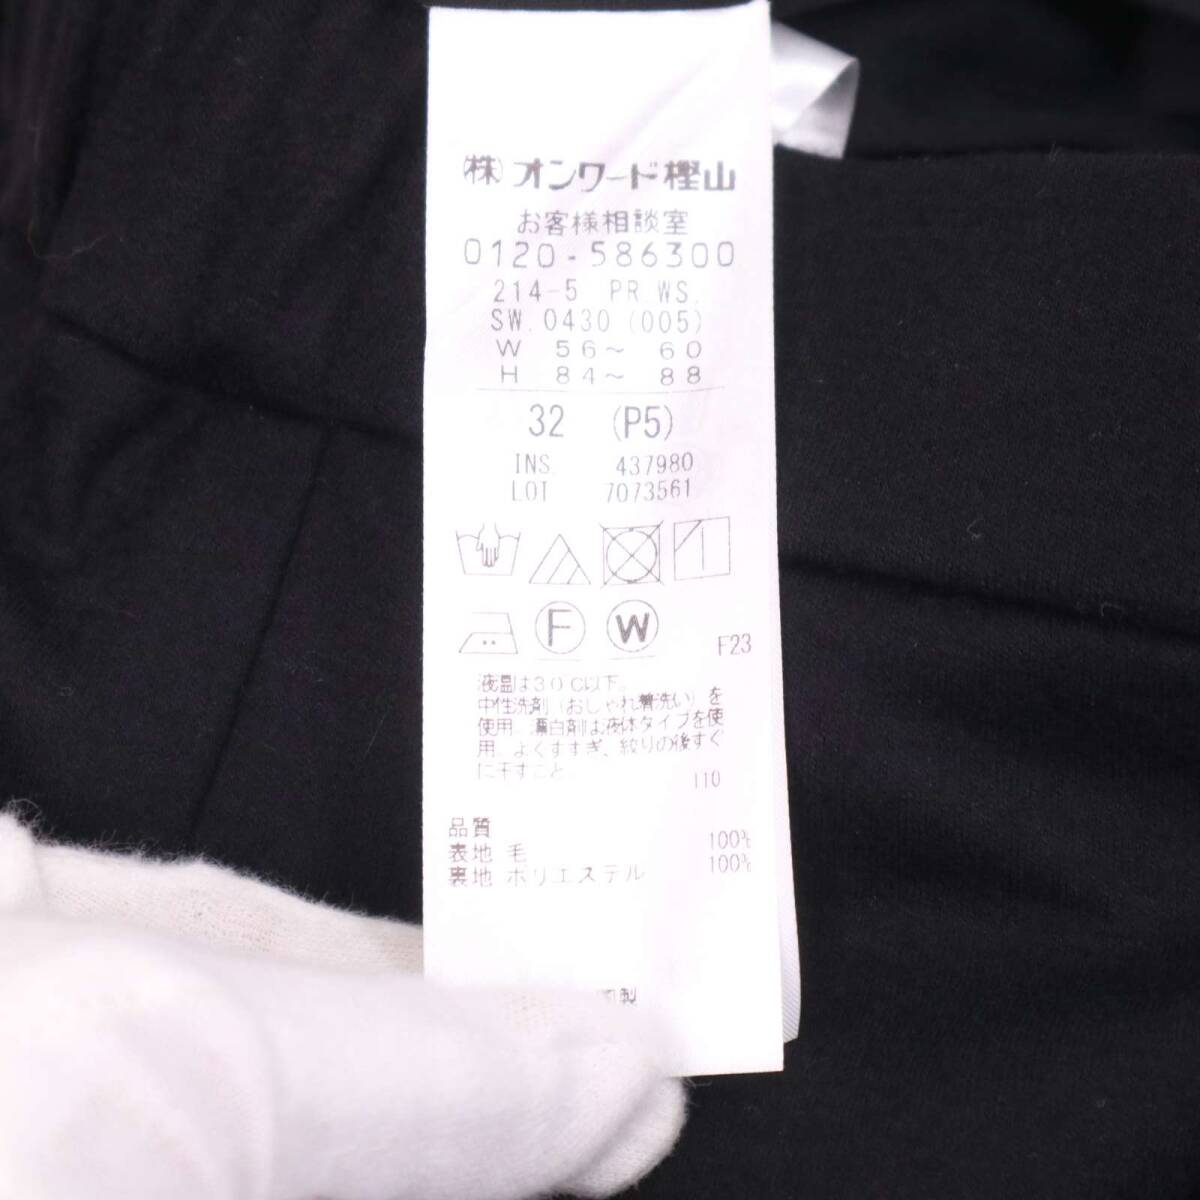 ㈱オンワード樫山
お客様相談室
0120-586300
214-5 PR.WS.
SW.0430(005)
W 56〜 60
H 84〜 88
32 (P5)
INS. 437980
LOT 7073561
F W
F23
液温は30℃以下。
中性洗剤（おしゃれ着洗い）を
使用。漂白剤は液体タイプを使
用。よくすすぎ、絞りの後すぐ
に干すこと。
110
品質
表地 毛 100%
裏地 ポリエステル 100%
製